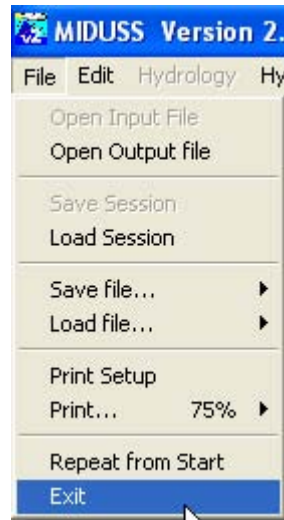 MIDUSS Version 2.
File Edit Hydrology Hy
Open Input File
Open Output file
Save Session
Load Session
Save file...
Load file...
Print Setup
Print... 75%
Repeat from Start
Exit